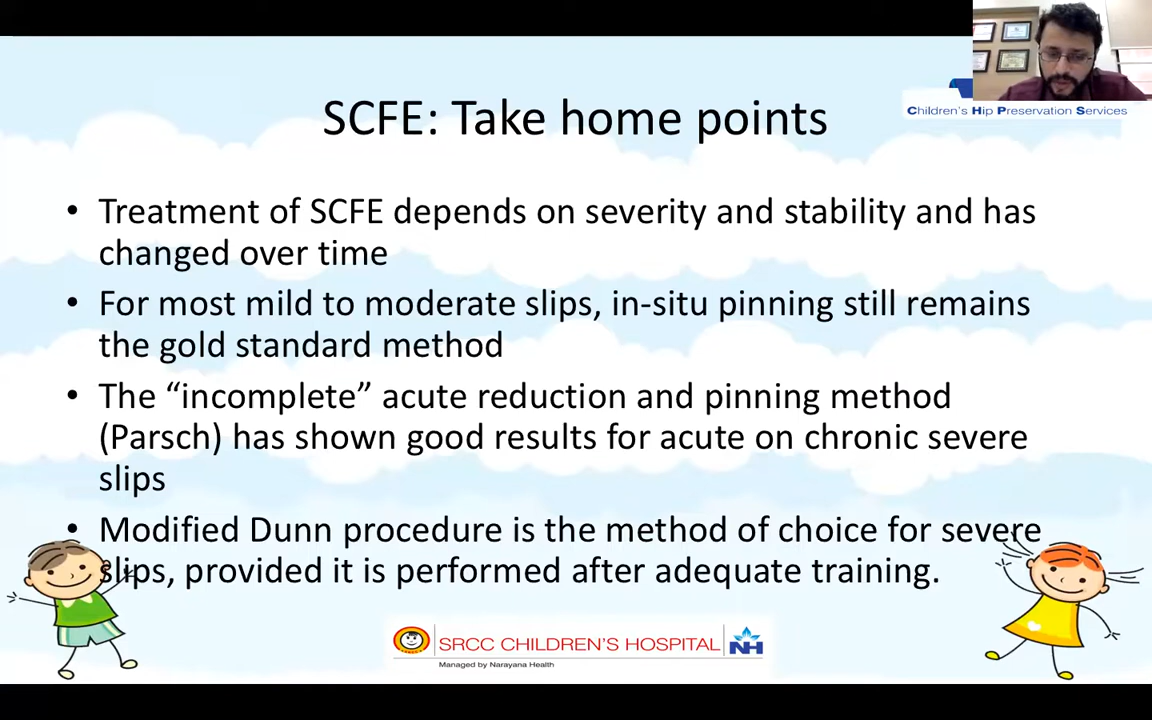 SCFE: Take home points
Children's Hip Preservation Services
• Treatment of SCFE depends on severity and stability and has
changed over time
• For most mild to moderate slips, in-situ pinning still remains
the gold standard method
• The “incomplete” acute reduction and pinning method
(Parsch) has shown good results for acute on chronic severe
slips
• Modified Dunn procedure is the method of choice for severe
slips, provided it is performed after adequate training.
SRCC CHILDREN'S HOSPITAL
NH
Managed by Narayana Health